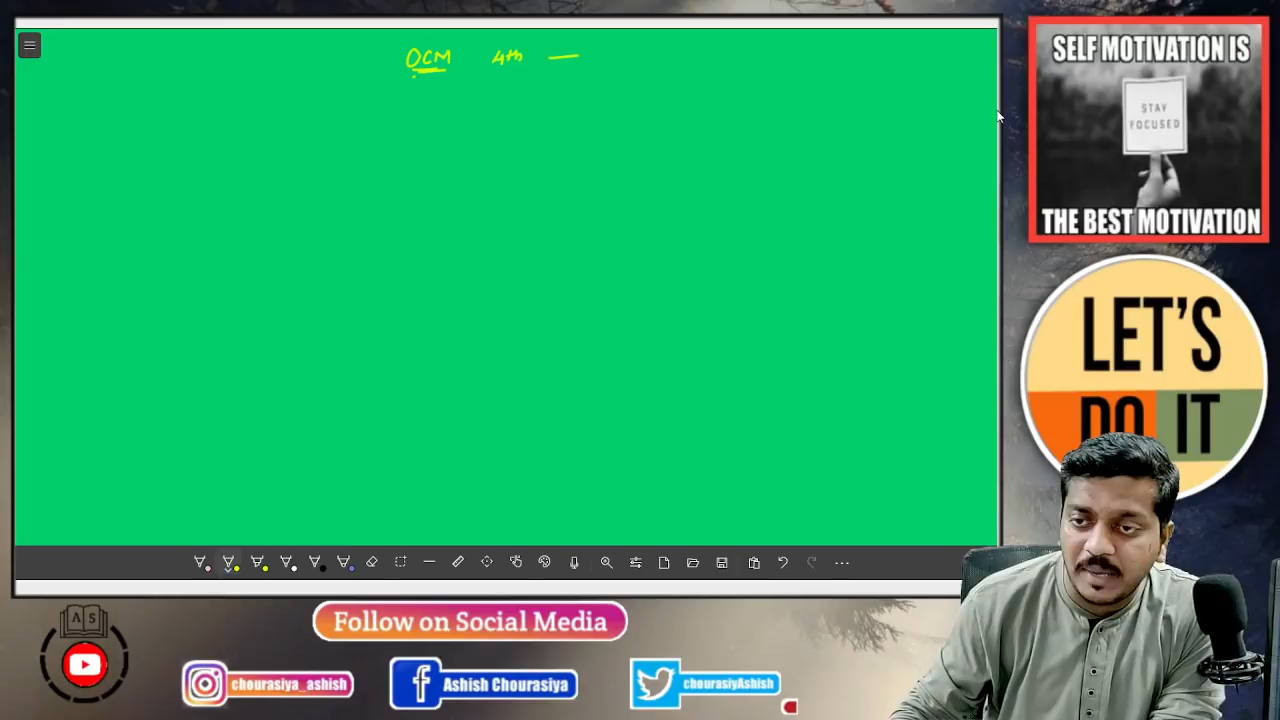 OCM 4th —
SELF MOTIVATION IS
STAY
FOCUSED
THE BEST MOTIVATION
LET'S
DO IT
A S
Follow on Social Media
chourasiya_ashish
Ashish Chourasiya
chourasiyAshish